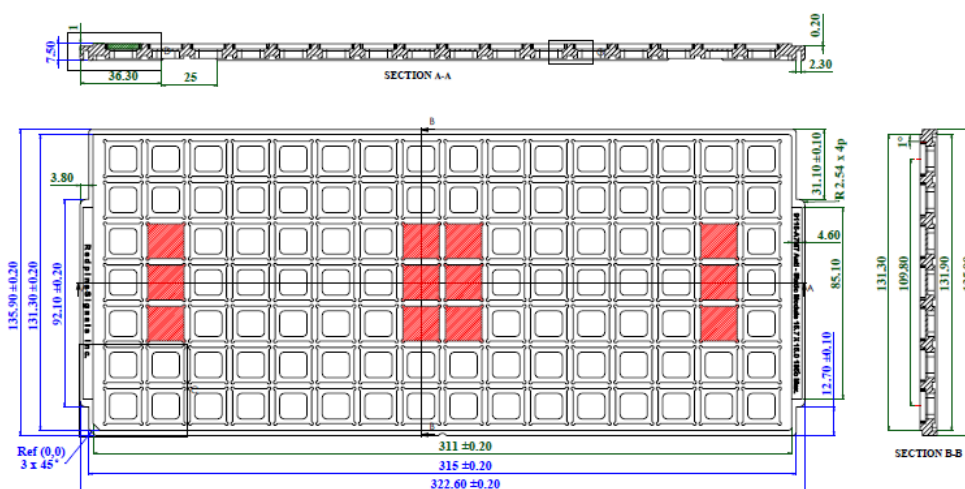 1
7.50
36.30
25
SECTION A-A
0.20
2.30
B
3.80
135.90 ±0.20
131.30 ±0.20
92.10 ±0.20
Redpine Signals Inc.
31.10 ±0.10
R 2.54 x 4p
4.60
85.10
A
12.70 ±0.10
C
B
Ref (0,0)
3 x 45°
311 ±0.20
315 ±0.20
322.60 ±0.20
1°
131.30
109.80
131.90
SECTION B-B